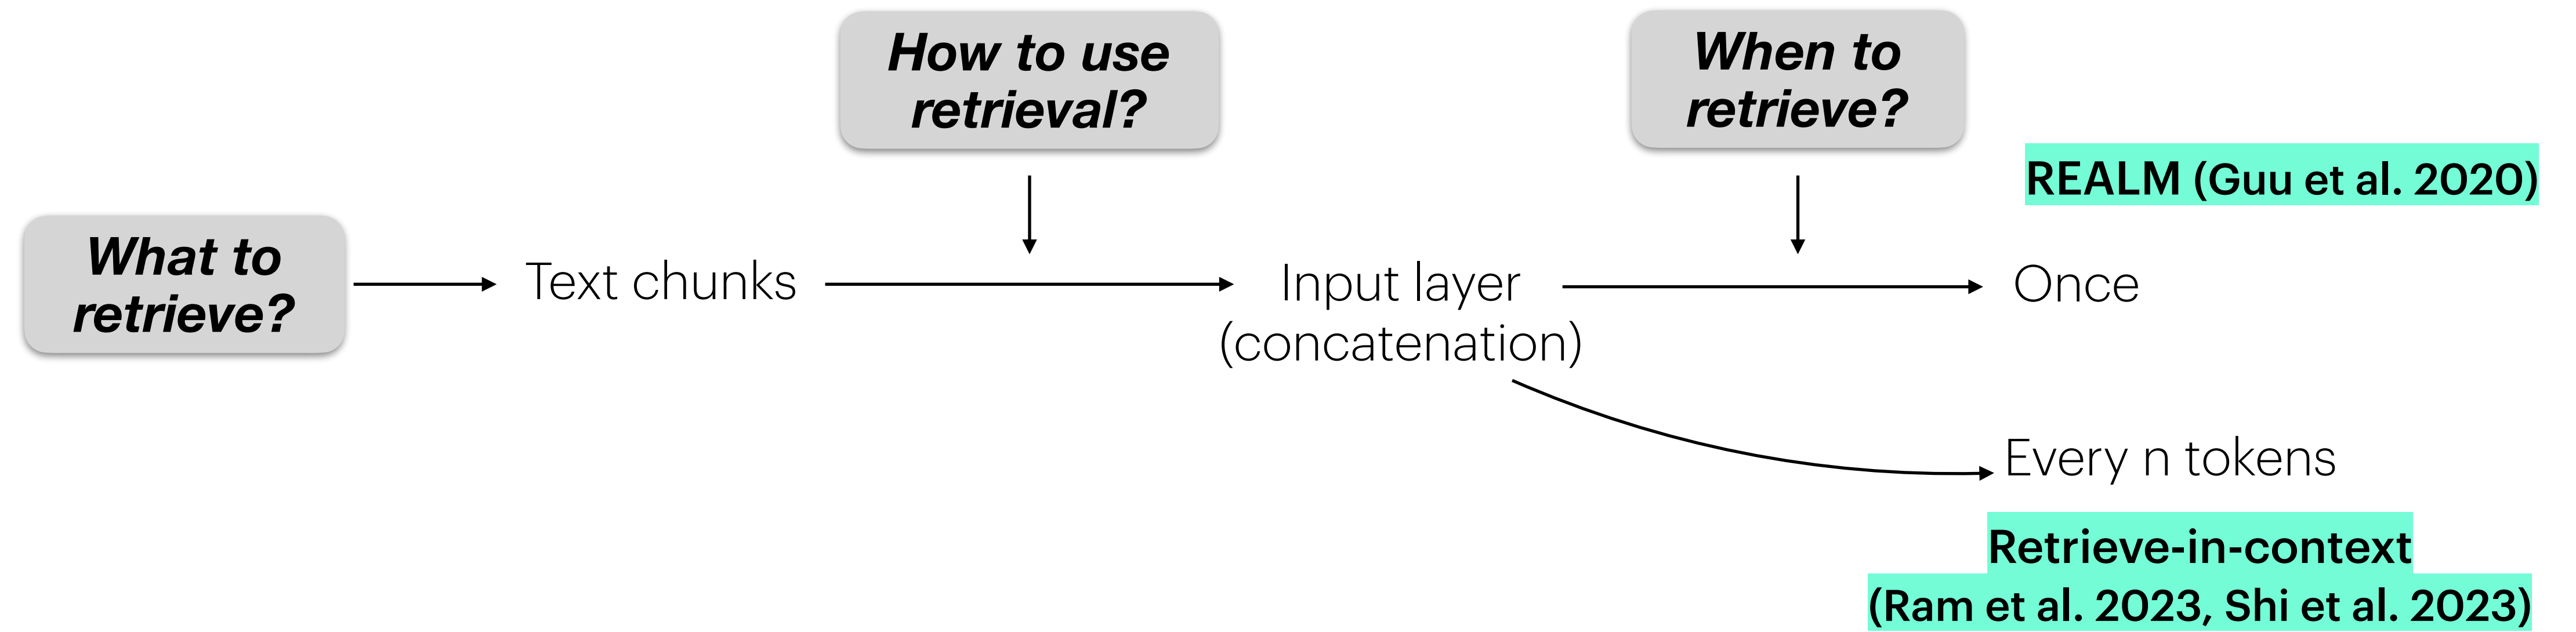 How to use
retrieval?
When to
retrieve?
REALM (Guu et al. 2020)
What to
retrieve?
Text chunks
Input layer
(concatenation)
Once
Every n tokens
Retrieve-in-context
(Ram et al. 2023, Shi et al. 2023)